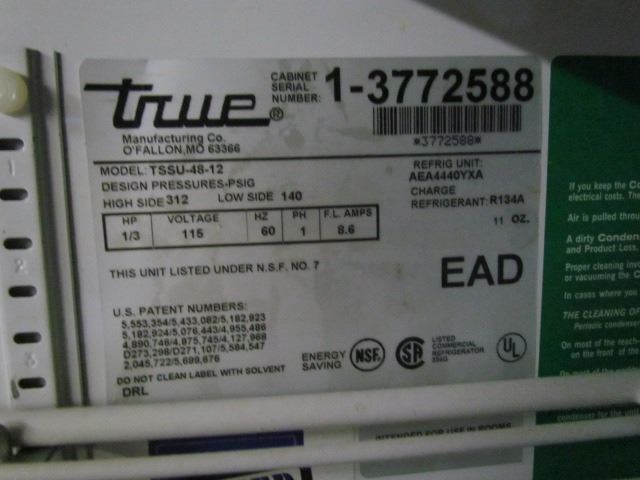 true®
Manufacturing Co.
O'FALLON, MO 63366
CABINET SERIAL NUMBER: 1-3772588
*3772588*
MODEL: TSSU-48-12
DESIGN PRESSURES-PSIG
HIGH SIDE 312 LOW SIDE 140
REFRIG UNIT:
AEA4440YXA
CHARGE
REFRIGERANT: R134A
11 OZ.
HP VOLTAGE HZ PH F.L. AMPS
1/3 115 60 1 8.6
THIS UNIT LISTED UNDER N.S.F. NO. 7
EAD
U.S. PATENT NUMBERS:
5,553,354/5,433,082/5,182,923
5,182,924/5,076,443/4,955,486
4,890,746/4,875,745/4,127,968
D273,298/D271,107/5,584,547
2,045,722/5,699,676
DO NOT CLEAN LABEL WITH SOLVENT
DRL
ENERGY
SAVING
NSF®
SA
LISTED
COMMERCIAL
REFRIGERATOR
UL
1
2
3
If you keep the
electrical costs. The
Air is pulled throu
A dirty Conden
and Product Loss.
Proper cleaning
or vacuuming the
In cases where you
THE CLEANING OF
Periodic condens
On most of the reach-
on the front of the
INTENDED FOR USE IN ROOMS